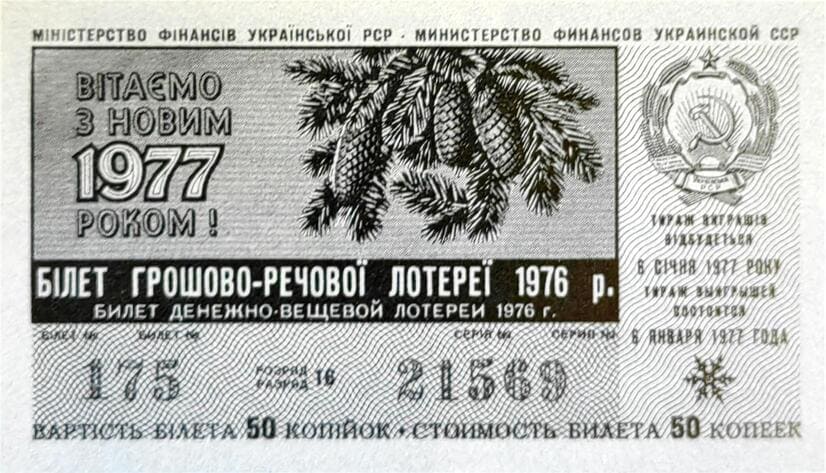 МІНІСТЕРСТВО ФІНАНСІВ УКРАЇНСЬКОЇ РСР · МИНИСТЕРСТВО ФИНАНСОВ УКРАИНСКОЙ ССР
ВІТАЄМО
З НОВИМ
1977
РОКОМ!
УКРАЇНСЬКА
РСР
ТИРАЖ ВИГРАШІВ
ВІДБУДЕТЬСЯ
6 СІЧНЯ 1977 РОКУ
ТИРАЖ ВЫИГРЫШЕЙ
СОСТОИТСЯ
6 ЯНВАРЯ 1977 ГОДА
БІЛЕТ ГРОШОВО-РЕЧОВОЇ ЛОТЕРЕЇ 1976 р.
БИЛЕТ ДЕНЕЖНО-ВЕЩЕВОЙ ЛОТЕРЕИ 1976 г.
БІЛЕТ № БИЛЕТ № СЕРІЯ № СЕРИЯ №
175 РОЗРЯД РАЗРЯД 16 21569
ВАРТІСТЬ БІЛЕТА 50 КОПІЙОК · СТОИМОСТЬ БИЛЕТА 50 КОПЕЕК